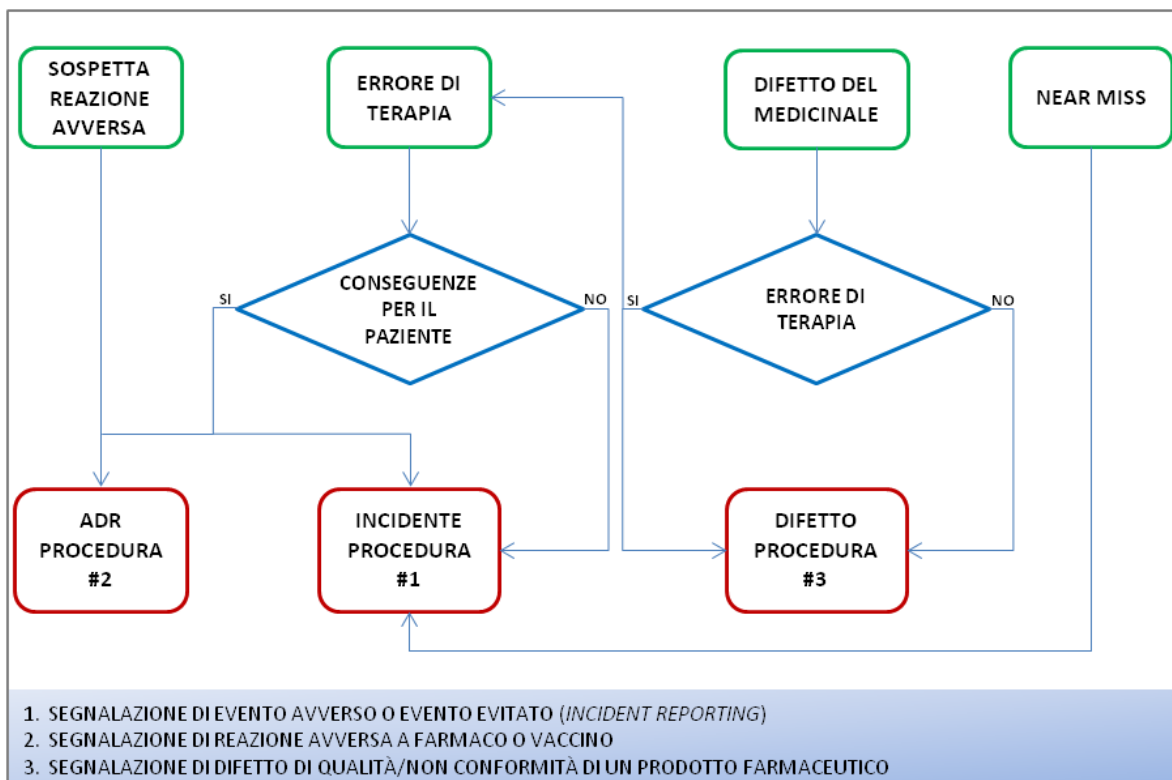 SOSPETTA
REAZIONE
AVVERSA
ERRORE DI
TERAPIA
DIFETTO DEL
MEDICINALE
NEAR MISS
SI
CONSEGUENZE
PER IL
PAZIENTE
NO
SI
ERRORE DI
TERAPIA
NO
ADR
PROCEDURA
#2
INCIDENTE
PROCEDURA
#1
DIFETTO
PROCEDURA
#3
1. SEGNALAZIONE DI EVENTO AVVERSO O EVENTO EVITATO (INCIDENT REPORTING)
2. SEGNALAZIONE DI REAZIONE AVVERSA A FARMACO O VACCINO
3. SEGNALAZIONE DI DIFETTO DI QUALITÀ/NON CONFORMITÀ DI UN PRODOTTO FARMACEUTICO